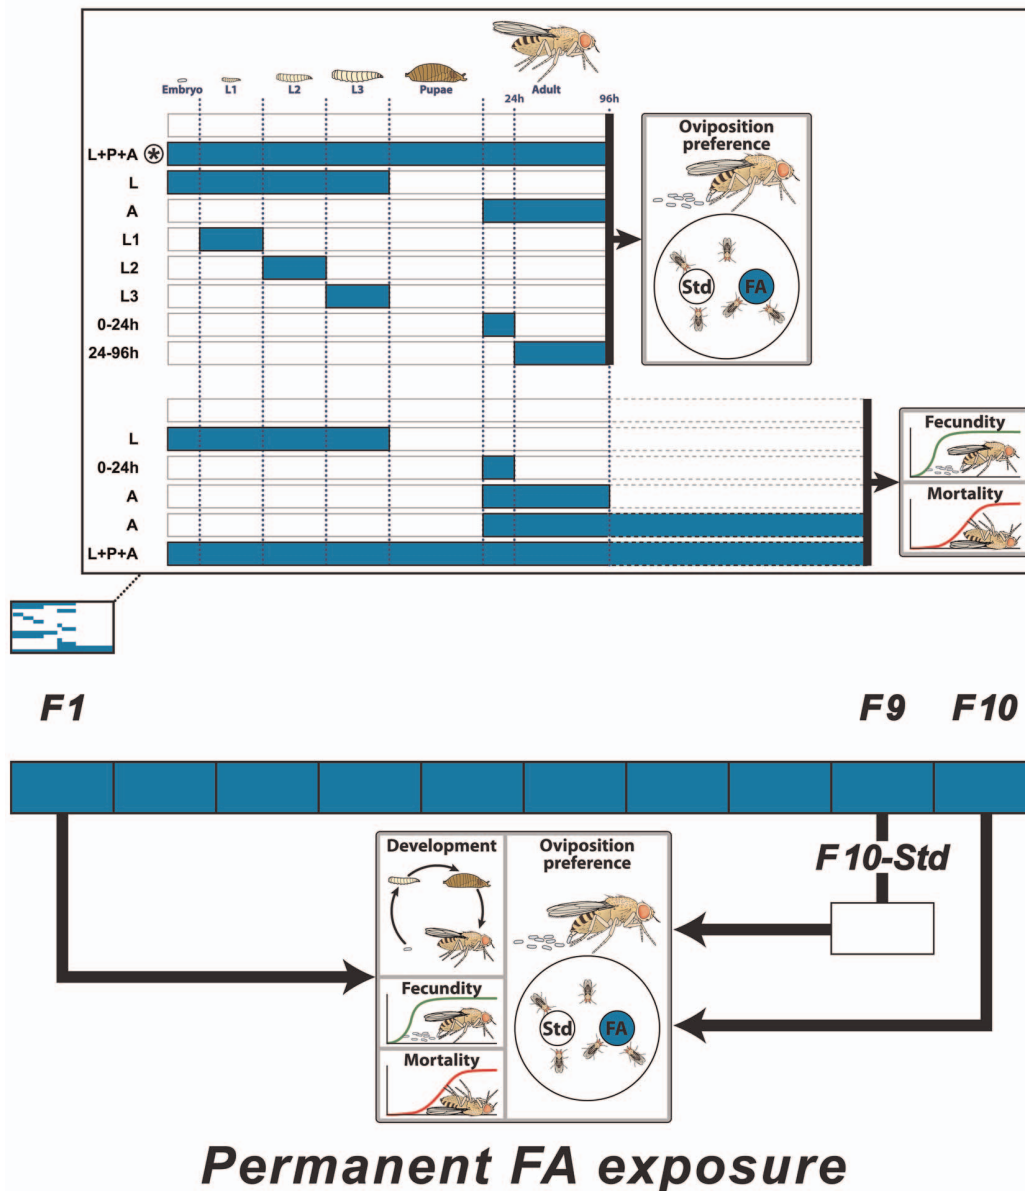 Embryo L1 L2 L3 Pupae Adult
24h 96h
L+P+A *
L
A
L1
L2
L3
0-24h
24-96h
Oviposition
preference
Std FA
L
0-24h
A
A
L+P+A
Fecundity
Mortality
F1 F9 F10
F10-Std
Development
Fecundity
Mortality
Oviposition
preference
Std FA
Permanent FA exposure